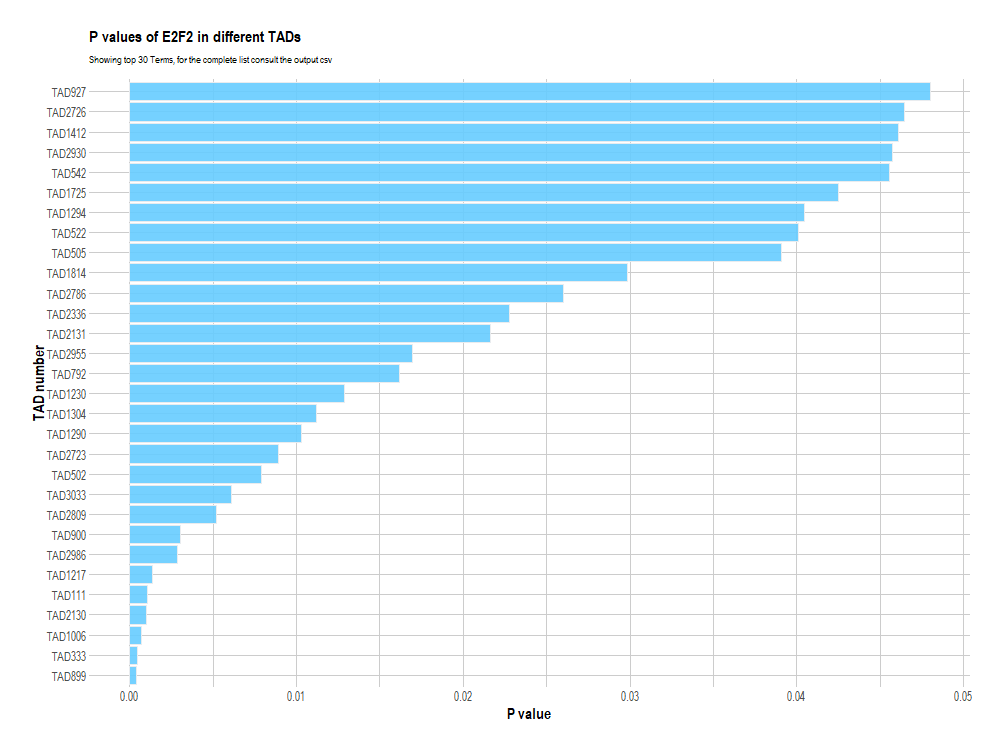 P values of E2F2 in different TADs
Showing top 30 Terms, for the complete list consult the output csv
TAD number
TAD927
TAD2726
TAD1412
TAD2930
TAD542
TAD1725
TAD1294
TAD522
TAD505
TAD1814
TAD2786
TAD2336
TAD2131
TAD2955
TAD792
TAD1230
TAD1304
TAD1290
TAD2723
TAD502
TAD3033
TAD2809
TAD900
TAD2986
TAD1217
TAD111
TAD2130
TAD1006
TAD333
TAD899
0.00 0.01 0.02 0.03 0.04 0.05
P value